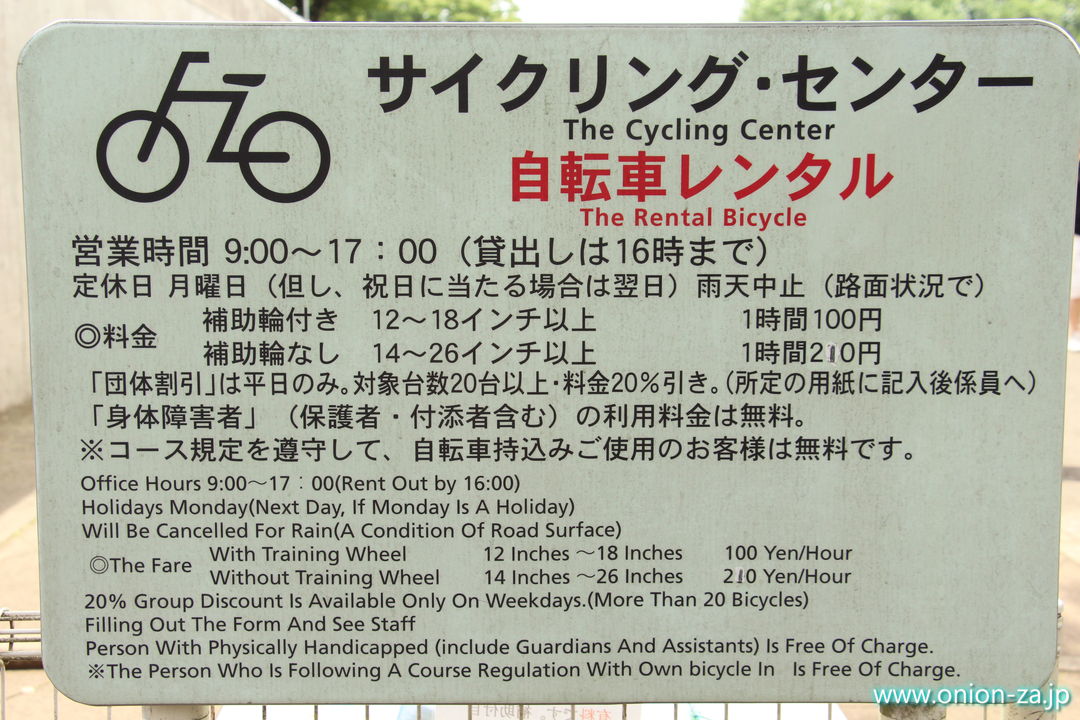 サイクリング・センター
The Cycling Center
自転車レンタル
The Rental Bicycle
営業時間 9:00～17：00（貸出しは16時まで）
定休日 月曜日（但し、祝日に当たる場合は翌日）雨天中止（路面状況で）
◎料金 補助輪付き 12～18インチ以上 1時間100円
補助輪なし 14～26インチ以上 1時間210円
「団体割引」は平日のみ。対象台数20台以上・料金20％引き。（所定の用紙に記入後係員へ）
「身体障害者」（保護者・付添者含む）の利用料金は無料。
※コース規定を遵守して、自転車持込みご使用のお客様は無料です。
Office Hours 9:00～17：00(Rent Out by 16:00)
Holidays Monday(Next Day, If Monday Is A Holiday)
Will Be Cancelled For Rain(A Condition Of Road Surface)
◎The Fare With Training Wheel 12 Inches ～18 Inches 100 Yen/Hour
Without Training Wheel 14 Inches ～26 Inches 210 Yen/Hour
20% Group Discount Is Available Only On Weekdays.(More Than 20 Bicycles)
Filling Out The Form And See Staff
Person With Physically Handicapped (include Guardians And Assistants) Is Free Of Charge.
※The Person Who Is Following A Course Regulation With Own bicycle In Is Free Of Charge.
www.onion-za.jp